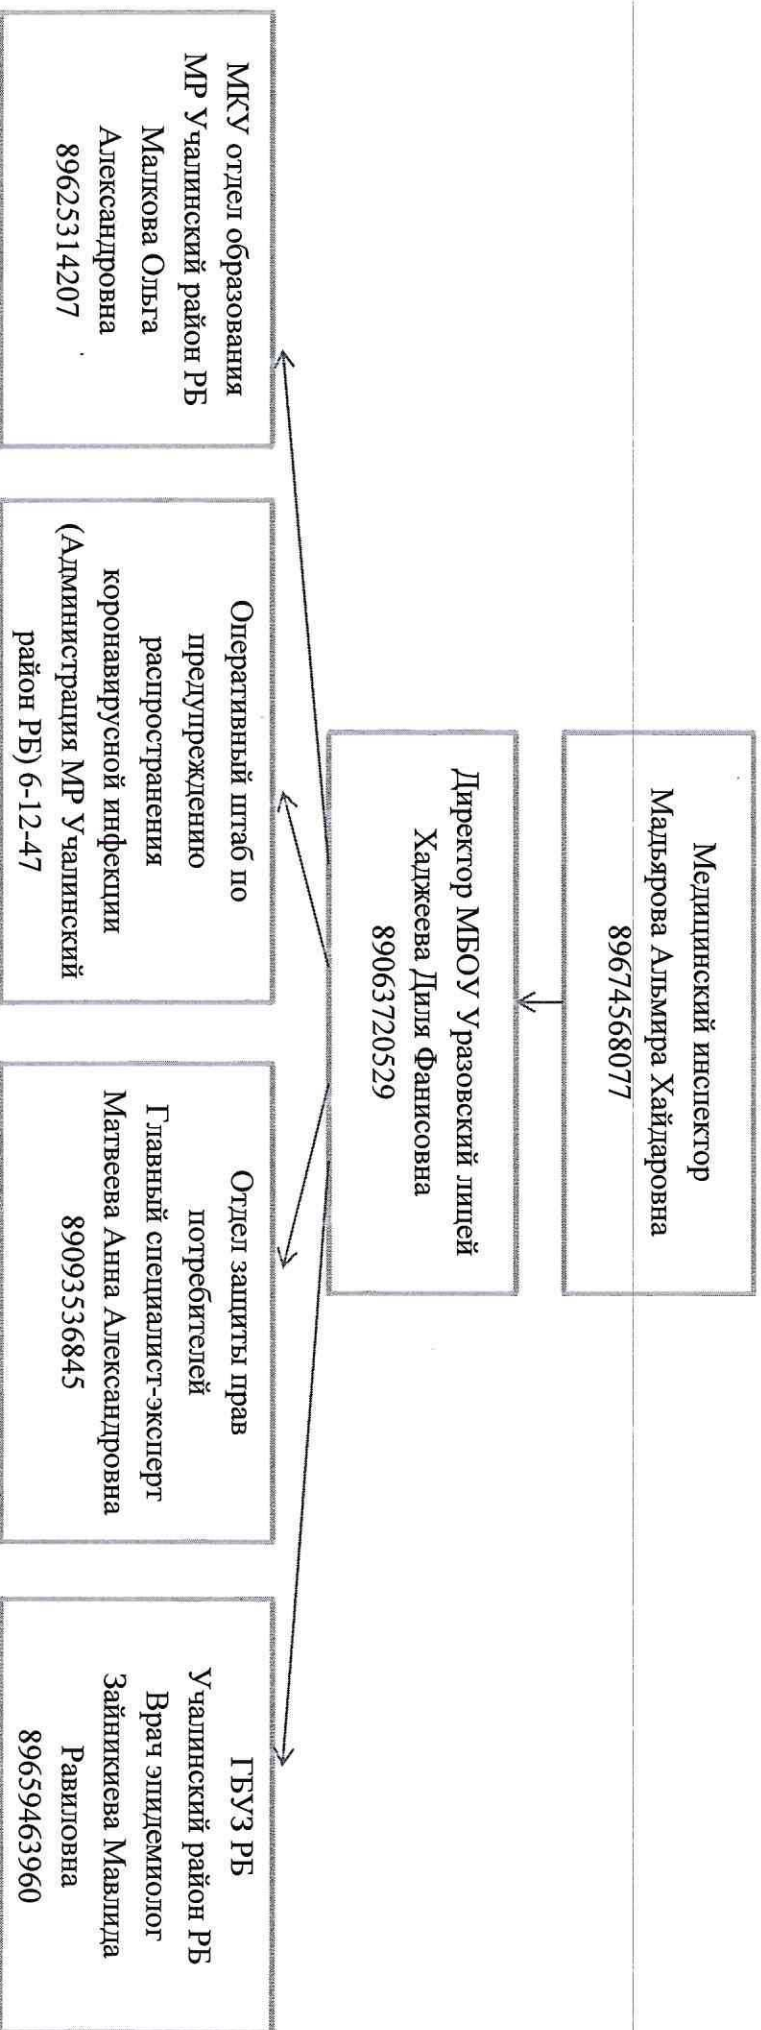 Медицинский инспектор
Мадьярова Альмира Хайдаровна
89674568077
Директор МБОУ Уразовский лицей
Хаджеева Диля Фанисовна
89063720529
МКУ отдел образования
МР Учалинский район РБ
Малкова Ольга
Александровна
89625314207
Оперативный штаб по
предупреждению
распространения
коронавирусной инфекции
(Администрация МР Учалинский
район РБ) 6-12-47
Отдел защиты прав
потребителей
Главный специалист-эксперт
Матвеева Анна Александровна
89093536845
ГБУЗ РБ
Учалинский район РБ
Врач эпидемиолог
Зайникиева Мавлида
Равиловна
89659463960